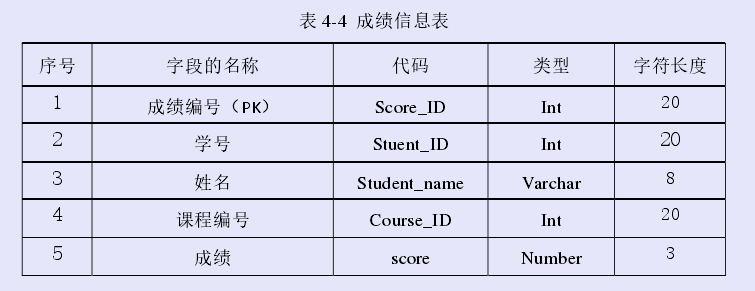 表 4-4 成绩信息表
序号 字段的名称 代码 类型 字符长度
1 成绩编号（PK） Score_ID Int 20
2 学号 Stuent_ID Int 20
3 姓名 Student_name Varchar 8
4 课程编号 Course_ID Int 20
5 成绩 score Number 3